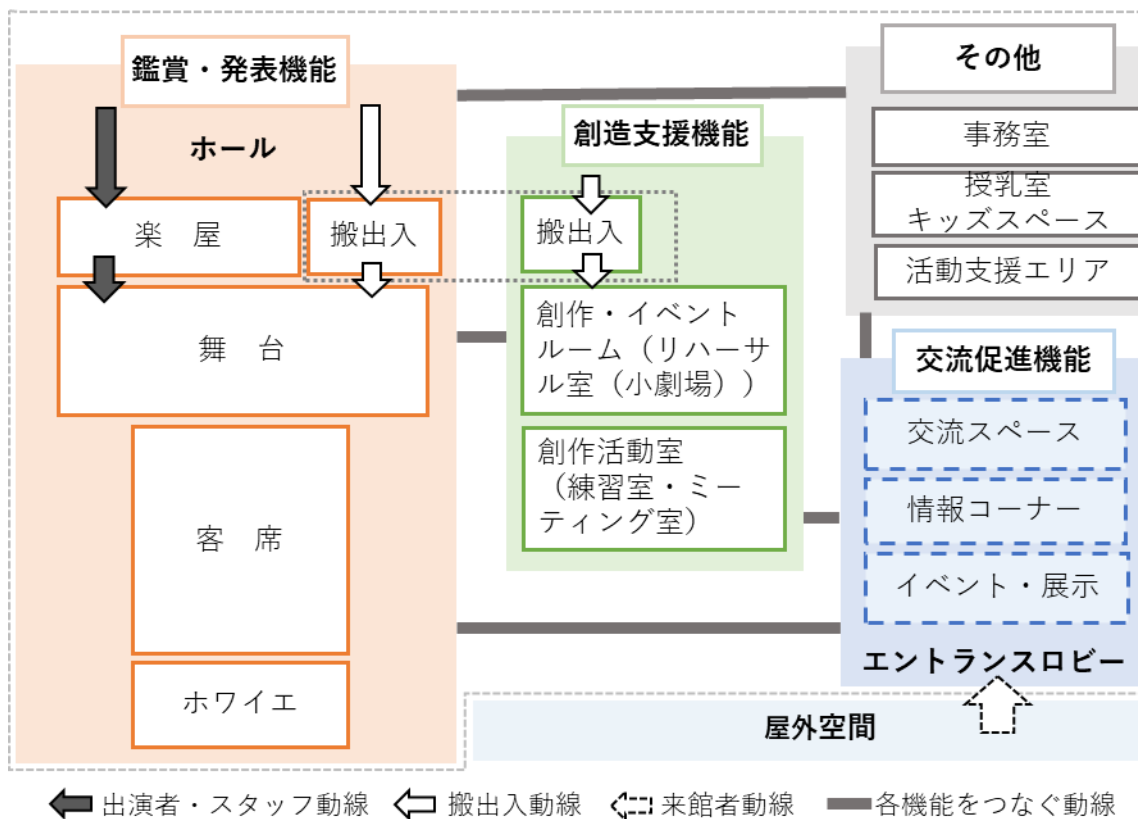 鑑賞・発表機能
ホール
楽　屋
搬出入
舞　台
客　席
ホワイエ
創造支援機能
搬出入
創作・イベント
ルーム（リハーサ
ル室（小劇場））
創作活動室
（練習室・ミー
ティング室）
その他
事務室
授乳室
キッズスペース
活動支援エリア
交流促進機能
交流スペース
情報コーナー
イベント・展示
エントランスロビー
屋外空間
出演者・スタッフ動線
搬出入動線
来館者動線
各機能をつなぐ動線